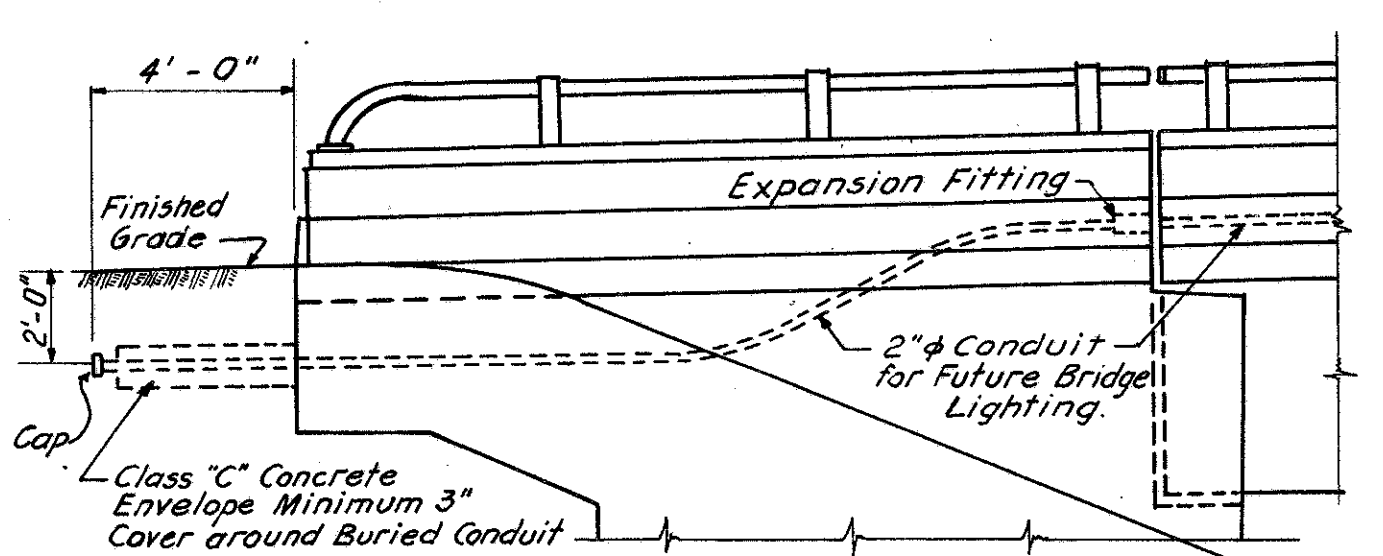 4' - 0"
Expansion Fitting
Finished
Grade
2'-0"
2"ϕ Conduit
for Future Bridge
Lighting.
Cap
Class "C" Concrete
Envelope Minimum 3"
Cover around Buried Conduit